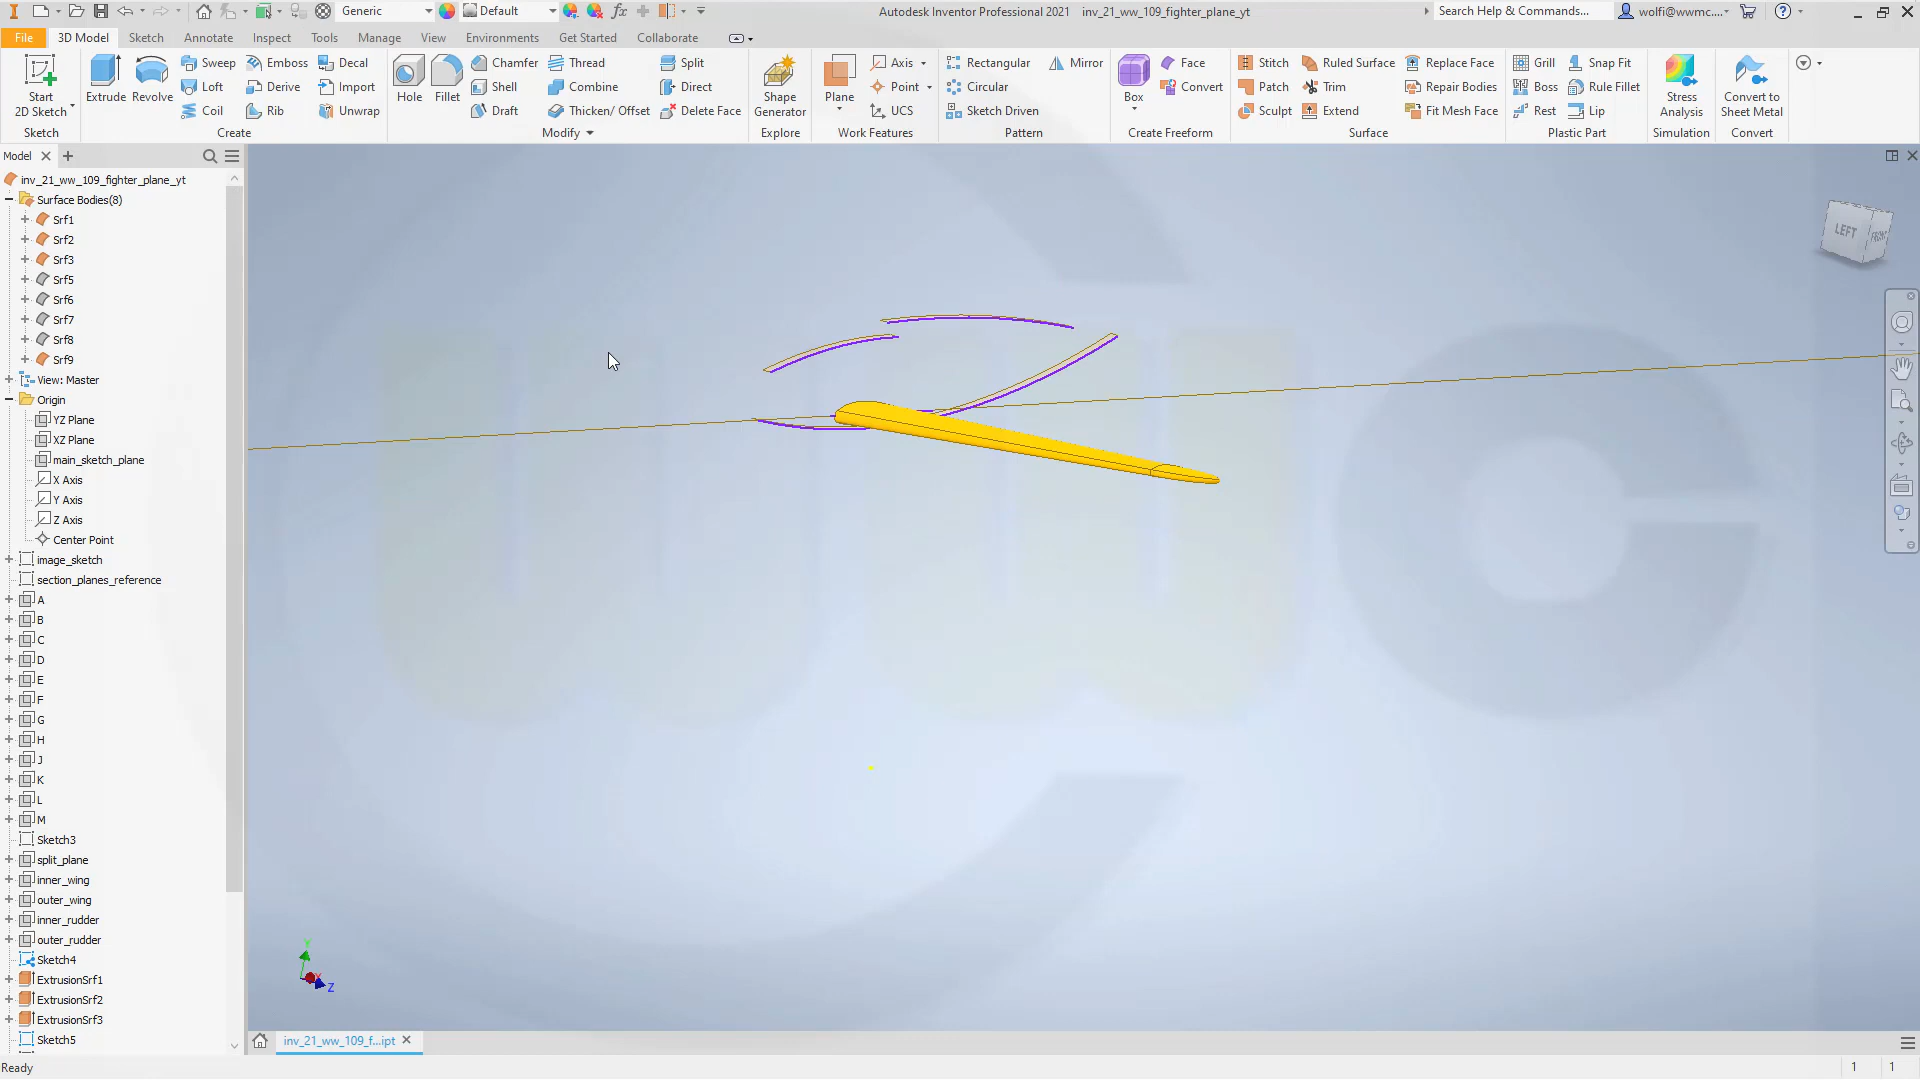 Generic
Default
fx
Autodesk Inventor Professional 2021 inv_21_ww_109_fighter_plane_yt
Search Help & Commands...
wolfi@wwmc....
File
3D Model
Sketch
Annotate
Inspect
Tools
Manage
View
Environments
Get Started
Collaborate
Start
2D Sketch
Sketch
Extrude
Revolve
Sweep
Loft
Coil
Emboss
Derive
Rib
Decal
Import
Unwrap
Create
Hole
Fillet
Chamfer
Shell
Draft
Thread
Combine
Thicken/ Offset
Split
Direct
Delete Face
Modify
Shape
Generator
Explore
Plane
Axis
Point
UCS
Work Features
Rectangular
Circular
Sketch Driven
Mirror
Pattern
Box
Face
Convert
Create Freeform
Stitch
Patch
Sculpt
Ruled Surface
Trim
Extend
Replace Face
Repair Bodies
Fit Mesh Face
Surface
Grill
Boss
Rest
Snap Fit
Rule Fillet
Lip
Plastic Part
Stress
Analysis
Simulation
Convert to
Sheet Metal
Convert
Model
inv_21_ww_109_fighter_plane_yt
Surface Bodies(8)
Srf1
Srf2
Srf3
Srf5
Srf6
Srf7
Srf8
Srf9
View: Master
Origin
YZ Plane
XZ Plane
main_sketch_plane
X Axis
Y Axis
Z Axis
Center Point
image_sketch
section_planes_reference
A
B
C
D
E
F
G
H
J
K
L
M
Sketch3
split_plane
inner_wing
outer_wing
inner_rudder
outer_rudder
Sketch4
ExtrusionSrf1
ExtrusionSrf2
ExtrusionSrf3
Sketch5
LEFT
FRONT
wwc
Y
X
Z
inv_21_ww_109_f...ipt
Ready
1
1